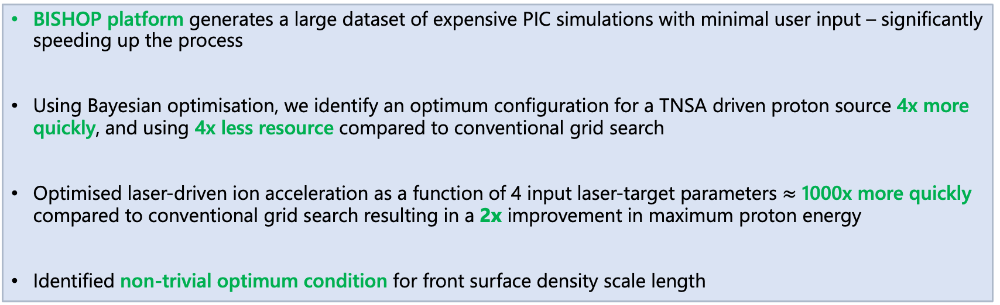 • BISHOP platform generates a large dataset of expensive PIC simulations with minimal user input – significantly
speeding up the process
• Using Bayesian optimisation, we identify an optimum configuration for a TNSA driven proton source 4x more
quickly, and using 4x less resource compared to conventional grid search
• Optimised laser-driven ion acceleration as a function of 4 input laser-target parameters ≈ 1000x more quickly
compared to conventional grid search resulting in a 2x improvement in maximum proton energy
• Identified non-trivial optimum condition for front surface density scale length